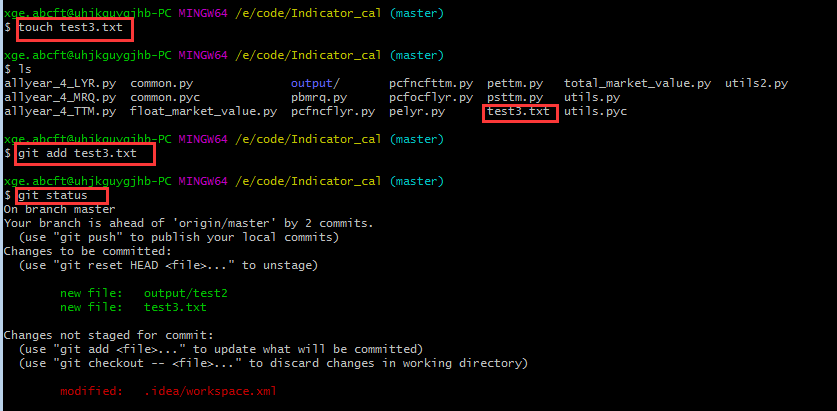 xge.abcft@uhjkguygjhb-PC MINGW64 /e/code/Indicator_cal (master)
$ touch test3.txt
xge.abcft@uhjkguygjhb-PC MINGW64 /e/code/Indicator_cal (master)
$ ls
allyear_4_LYR.py  common.py             output/      pcfncfttm.py  pettm.py   total_market_value.py  utils2.py
allyear_4_MRQ.py  common.pyc            pbmrq.py     pcfocflyr.py  psttm.py   utils.py
allyear_4_TTM.py  float_market_value.py  pcfncflyr.py  pelyr.py      test3.txt  utils.pyc
xge.abcft@uhjkguygjhb-PC MINGW64 /e/code/Indicator_cal (master)
$ git add test3.txt
xge.abcft@uhjkguygjhb-PC MINGW64 /e/code/Indicator_cal (master)
$ git status
On branch master
Your branch is ahead of 'origin/master' by 2 commits.
  (use "git push" to publish your local commits)
Changes to be committed:
  (use "git reset HEAD <file>..." to unstage)
        new file:   output/test2
        new file:   test3.txt
Changes not staged for commit:
  (use "git add <file>..." to update what will be committed)
  (use "git checkout -- <file>..." to discard changes in working directory)
        modified:   .idea/workspace.xml